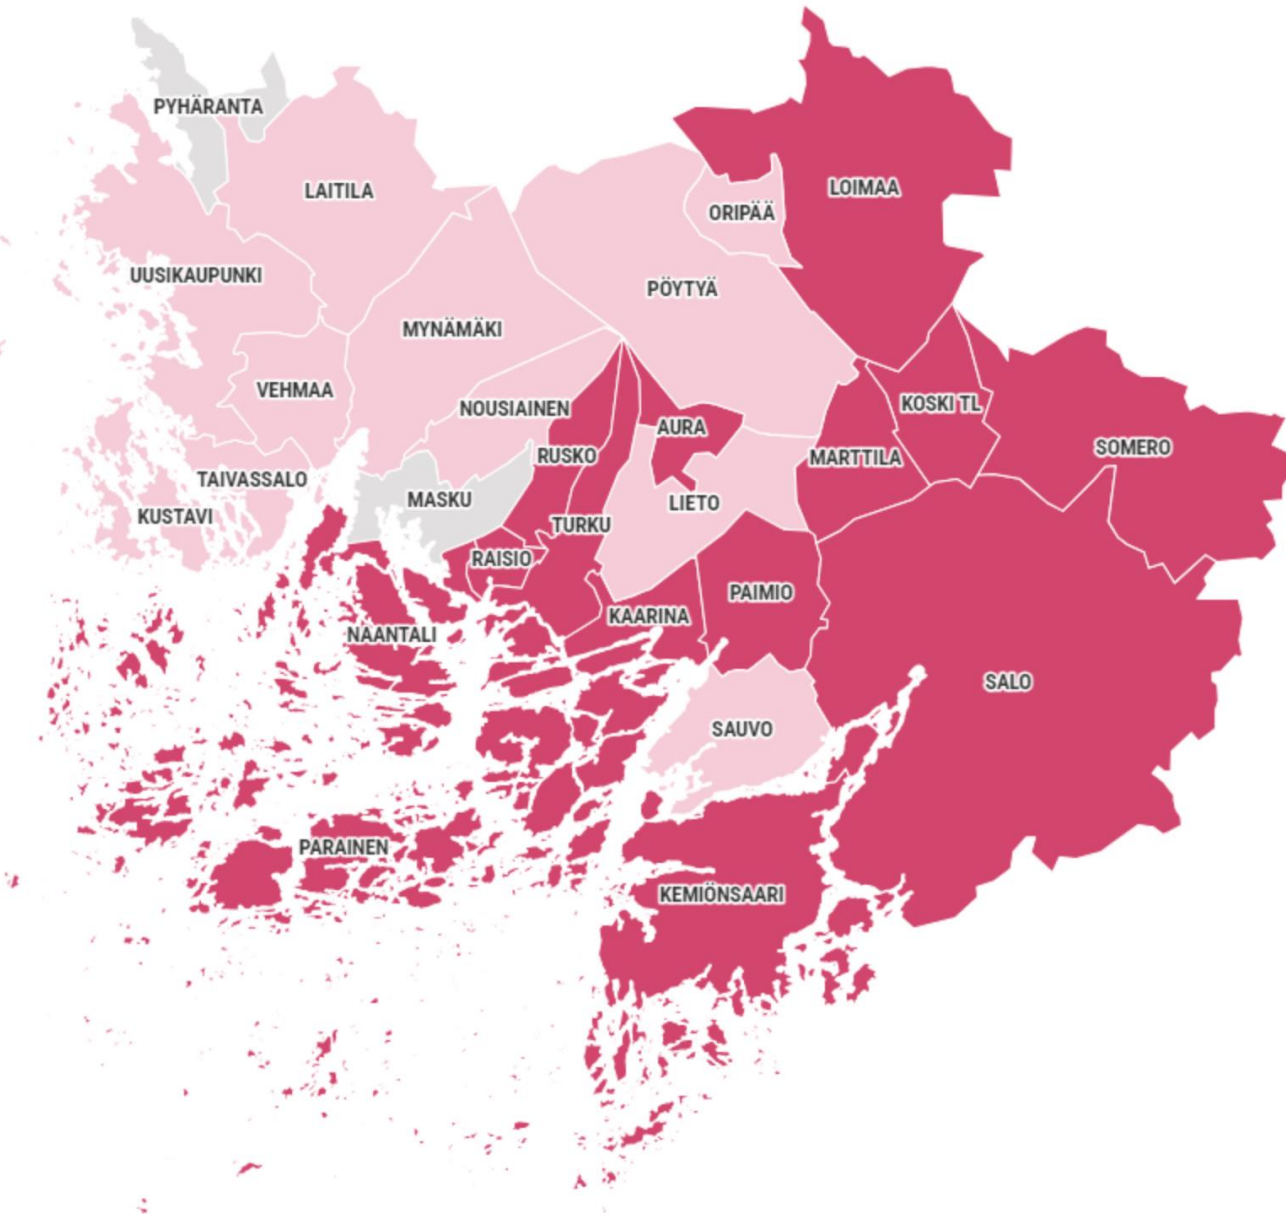 PYHÄRANTA
LAITILA
LOIMAA
ORIPÄÄ
UUSIKAUPUNKI
PÖYTYÄ
MYNÄMÄKI
VEHMAA
KOSKI TL
NOUSIAINEN
AURA
SOMERO
RUSKO
MARTTILA
TAIVASSALO
MASKU
LIETO
KUSTAVI
TURKU
RAISIO
PAIMIO
KAARINA
NAANTALI
SALO
SAUVO
PARAINEN
KEMIÖNSAARI